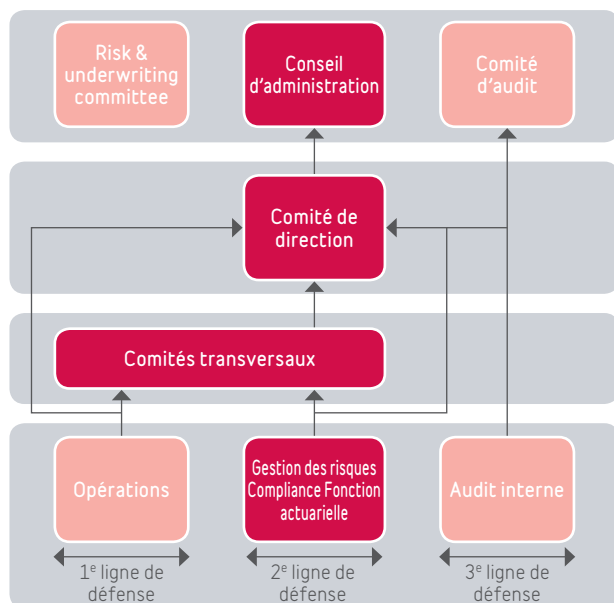 Risk &
underwriting
committee
Conseil
d'administration
Comité
d'audit
Comité de
direction
Comités transversaux
Opérations
Gestion des risques
Compliance Fonction
actuarielle
Audit interne
1e ligne de
défense
2e ligne de
défense
3e ligne de
défense